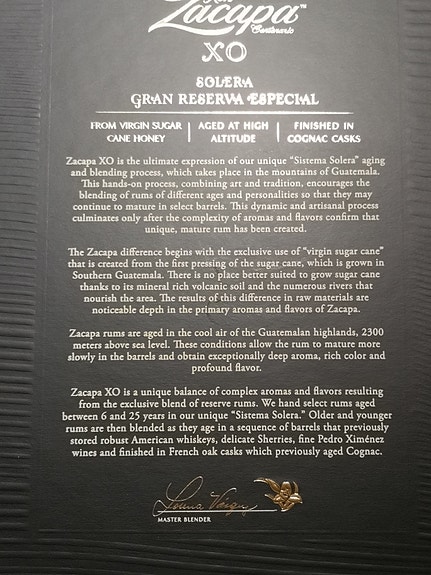 Zacapa™
Centenario
XO
SOLERA
GRAN RESERVA ESPECIAL
FROM VIRGIN SUGAR CANE HONEY | AGED AT HIGH ALTITUDE | FINISHED IN COGNAC CASKS
Zacapa XO is the ultimate expression of our unique “Sistema Solera” aging
and blending process, which takes place in the mountains of Guatemala.
This hands-on process, combining art and tradition, encourages the
blending of rums of different ages and personalities so that they may
continue to mature in select barrels. This dynamic and artisanal process
culminates only after the complexity of aromas and flavors confirm that
unique, mature rum has been created.
The Zacapa difference begins with the exclusive use of “virgin sugar cane”
that is created from the first pressing of the sugar cane, which is grown in
Southern Guatemala. There is no place better suited to grow sugar cane
thanks to its mineral rich volcanic soil and the numerous rivers that
nourish the area. The results of this difference in raw materials are
noticeable depth in the primary aromas and flavors of Zacapa.
Zacapa rums are aged in the cool air of the Guatemalan highlands, 2300
meters above sea level. These conditions allow the rum to mature more
slowly in the barrels and obtain exceptionally deep aroma, rich color and
profound flavor.
Zacapa XO is a unique balance of complex aromas and flavors resulting
from the exclusive blend of reserve rums. We hand select rums aged
between 6 and 25 years in our unique “Sistema Solera.” Older and younger
rums are then blended as they age in a sequence of barrels that previously
stored robust American whiskeys, delicate Sherries, fine Pedro Ximénez
wines and finished in French oak casks which previously aged Cognac.
MASTER BLENDER